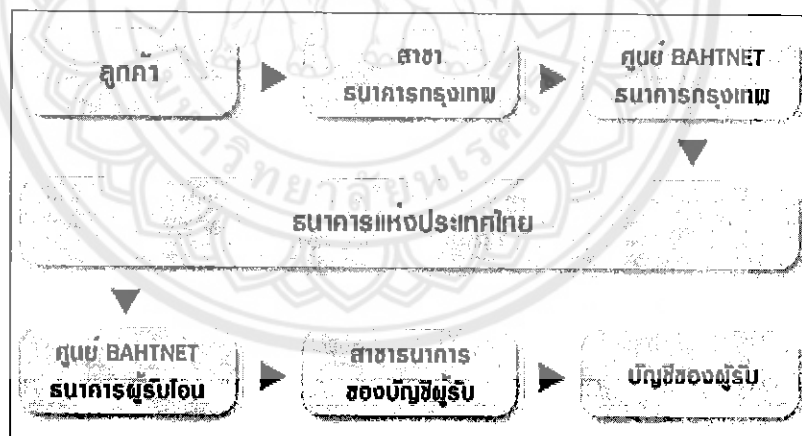 ลูกค้า
สาขา
ธนาคารกรุงเทพ
ศูนย์ BAHTNET
ธนาคารกรุงเทพ
ธนาคารแห่งประเทศไทย
ศูนย์ BAHTNET
ธนาคารผู้รับโอน
สาขาธนาคาร
ของบัญชีผู้รับ
บัญชีของผู้รับ